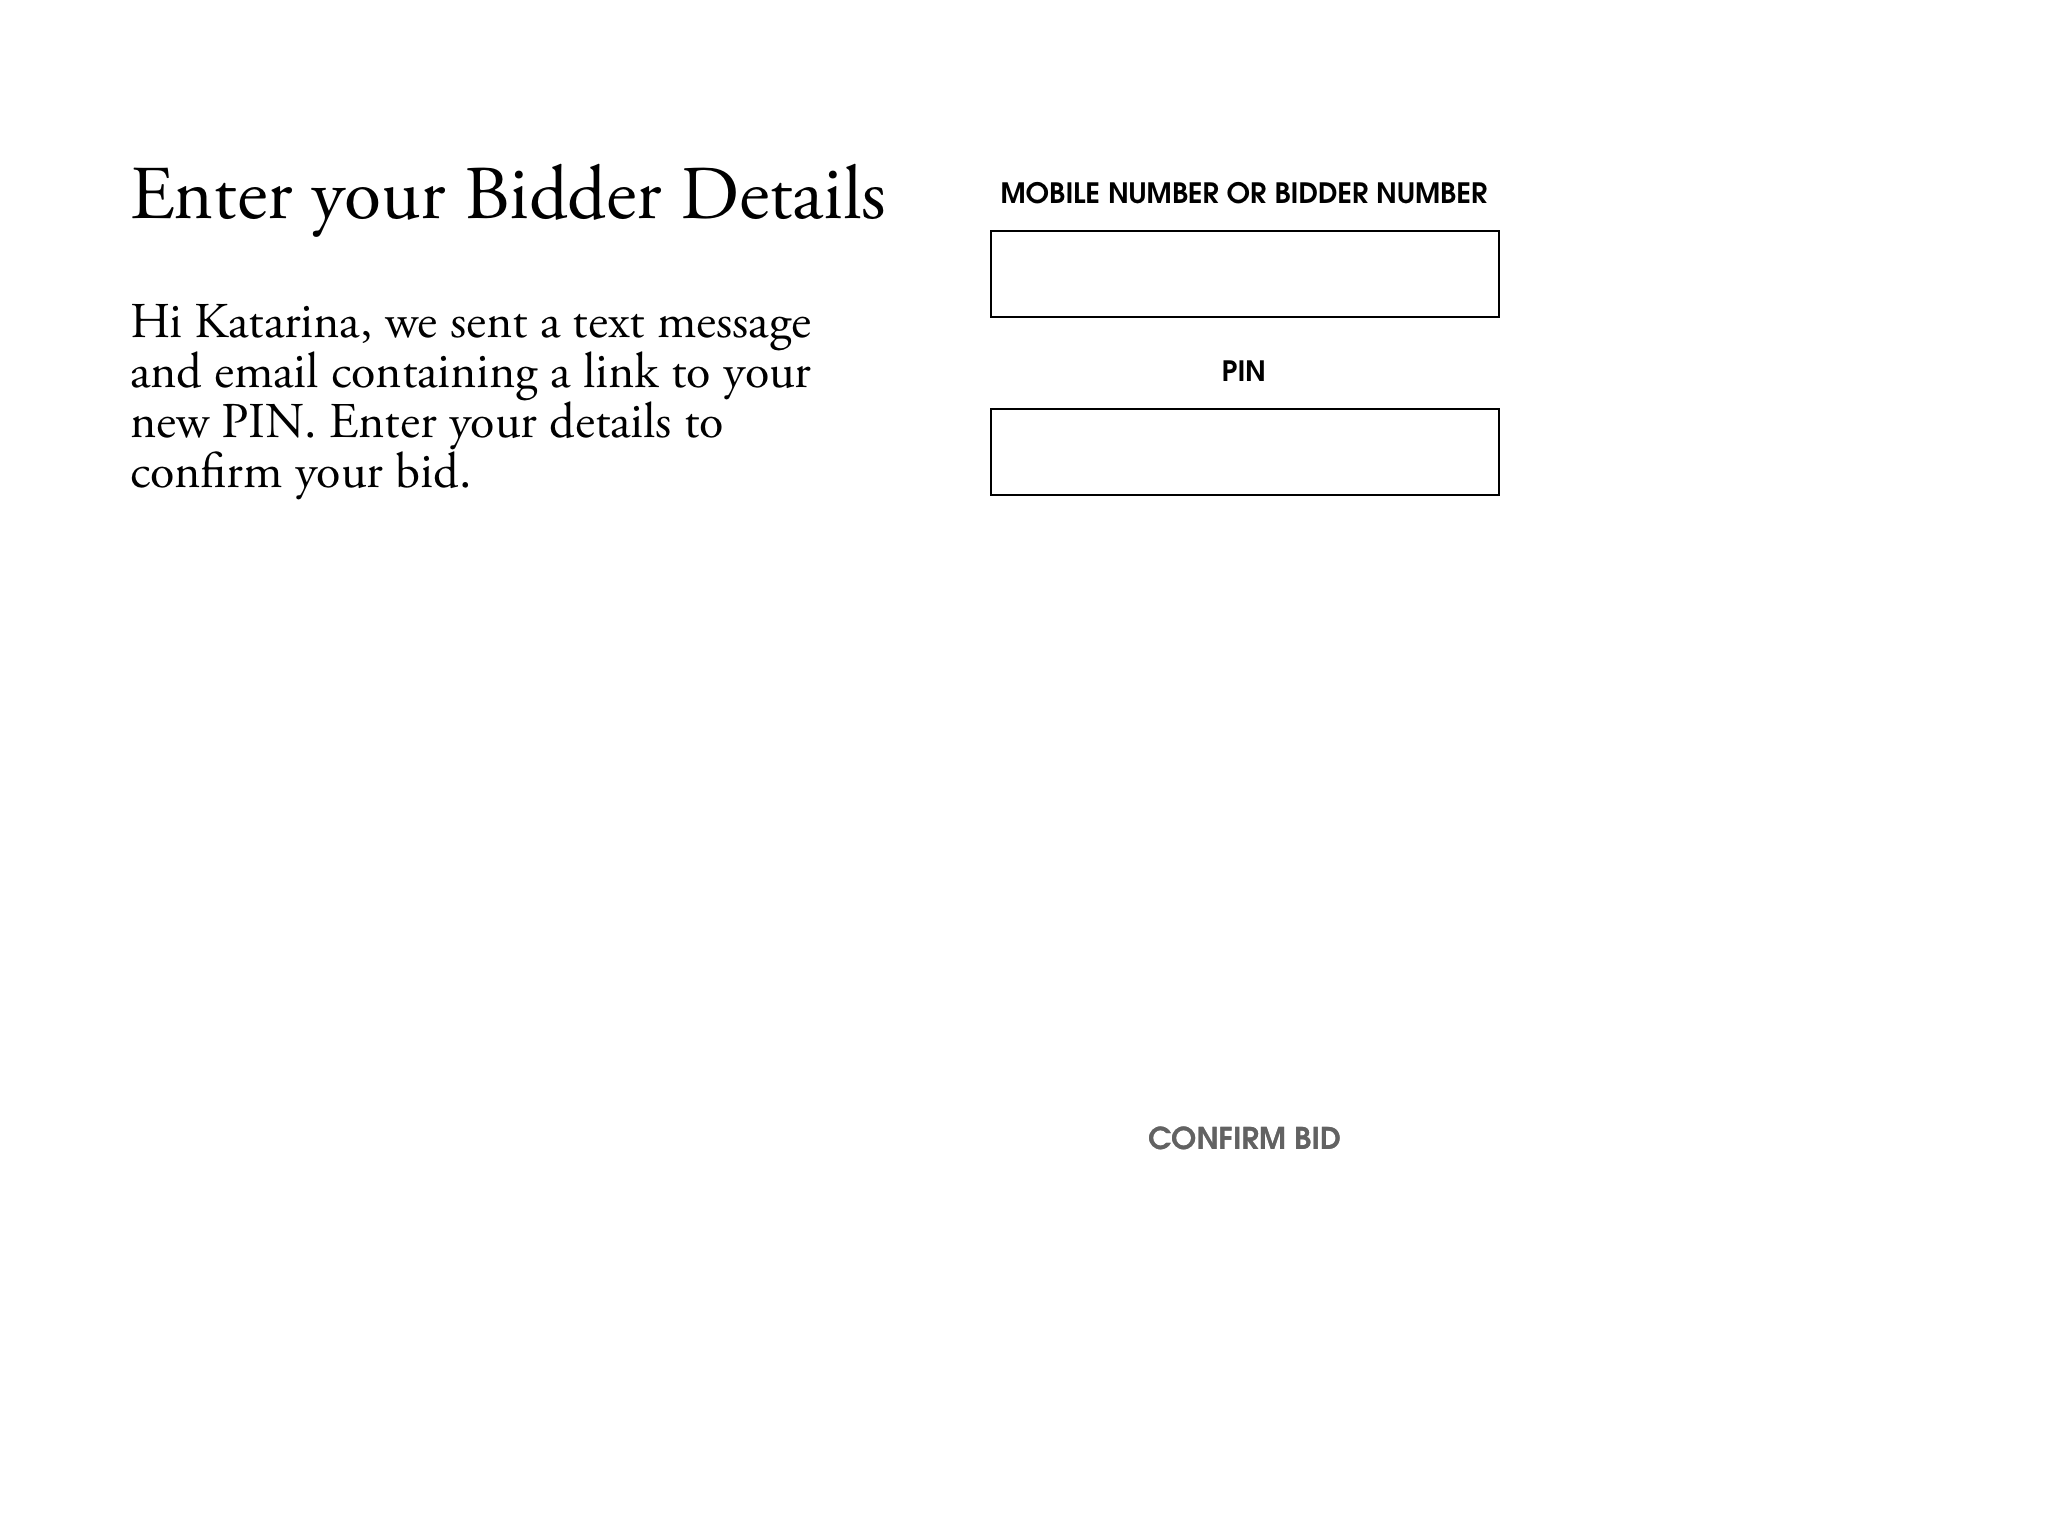 Enter your Bidder Details
Hi Katarina, we sent a text message
and email containing a link to your
new PIN. Enter your details to
confirm your bid.
MOBILE NUMBER OR BIDDER NUMBER
PIN
CONFIRM BID